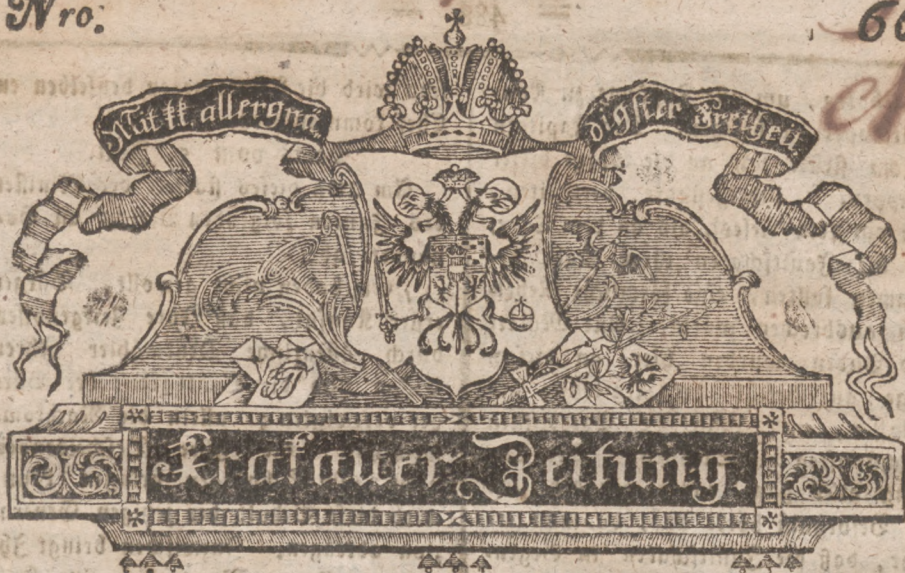 Nro.
Mit kk. allergnä
digster Freiheit.
Krakauer Zeitung.